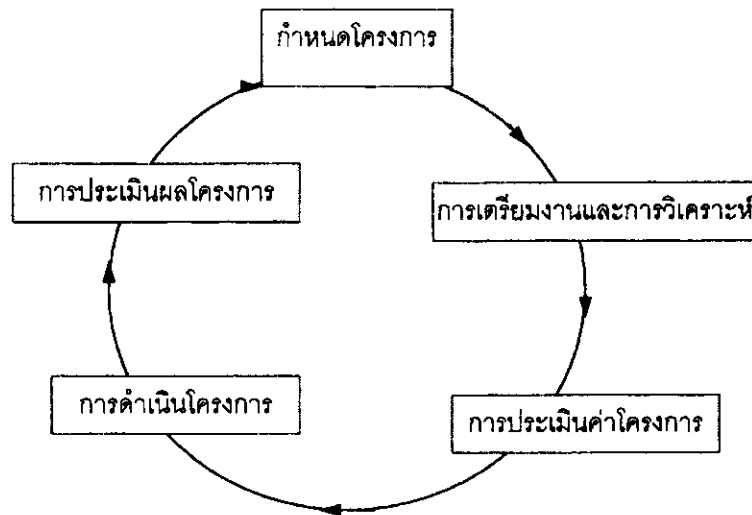 กำหนดโครงการ
การประเมินผลโครงการ
การเตรียมงานและการวิเคราะห์
การดำเนินโครงการ
การประเมินค่าโครงการ